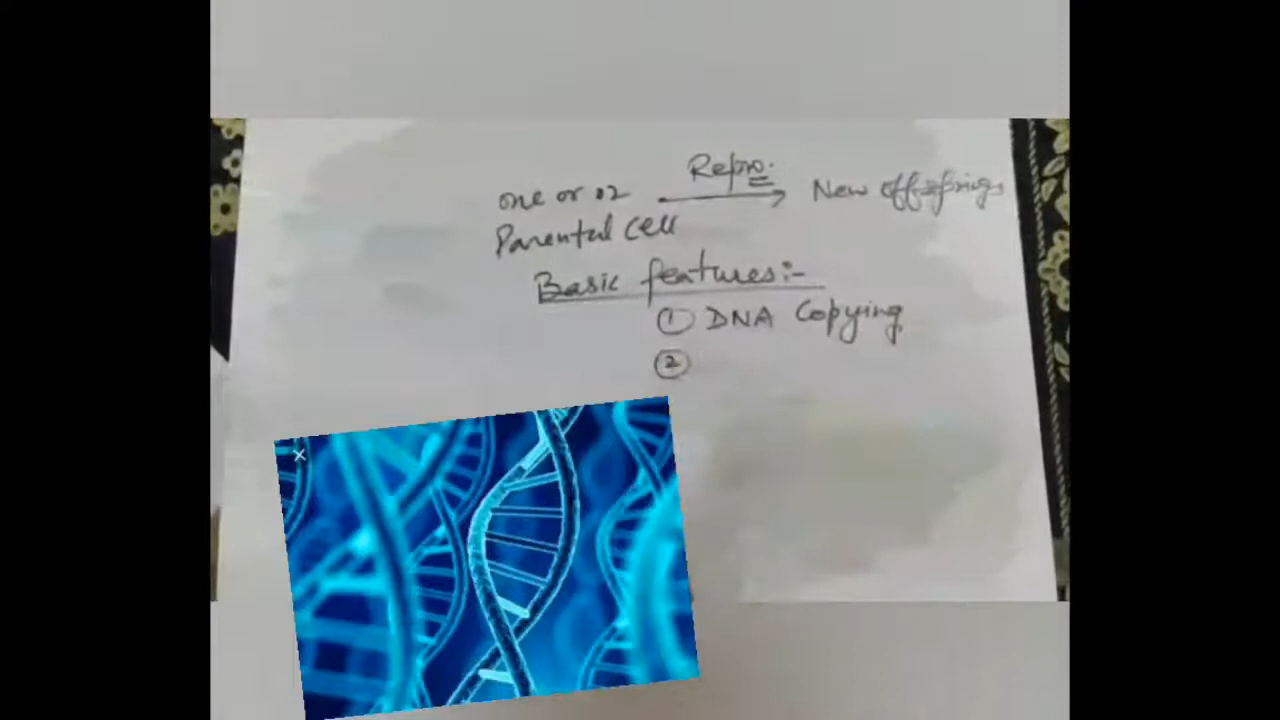 one or 02 Repro. New offsprings
Parental cell
Basic features:-
① DNA Copying
②